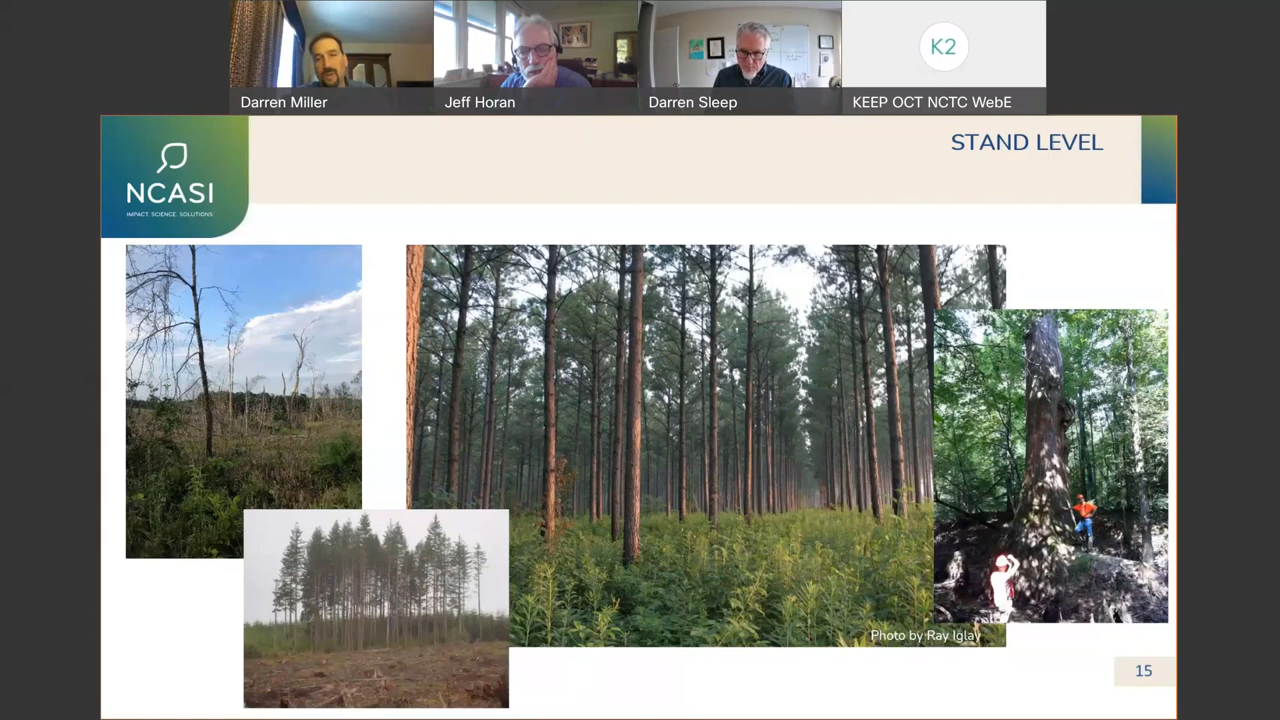 K2
Darren Miller
Jeff Horan
Darren Sleep
KEEP OCT NCTC WebE
STAND LEVEL
NCASI
IMPACT. SCIENCE. SOLUTIONS.
Photo by Ray Iglay
15